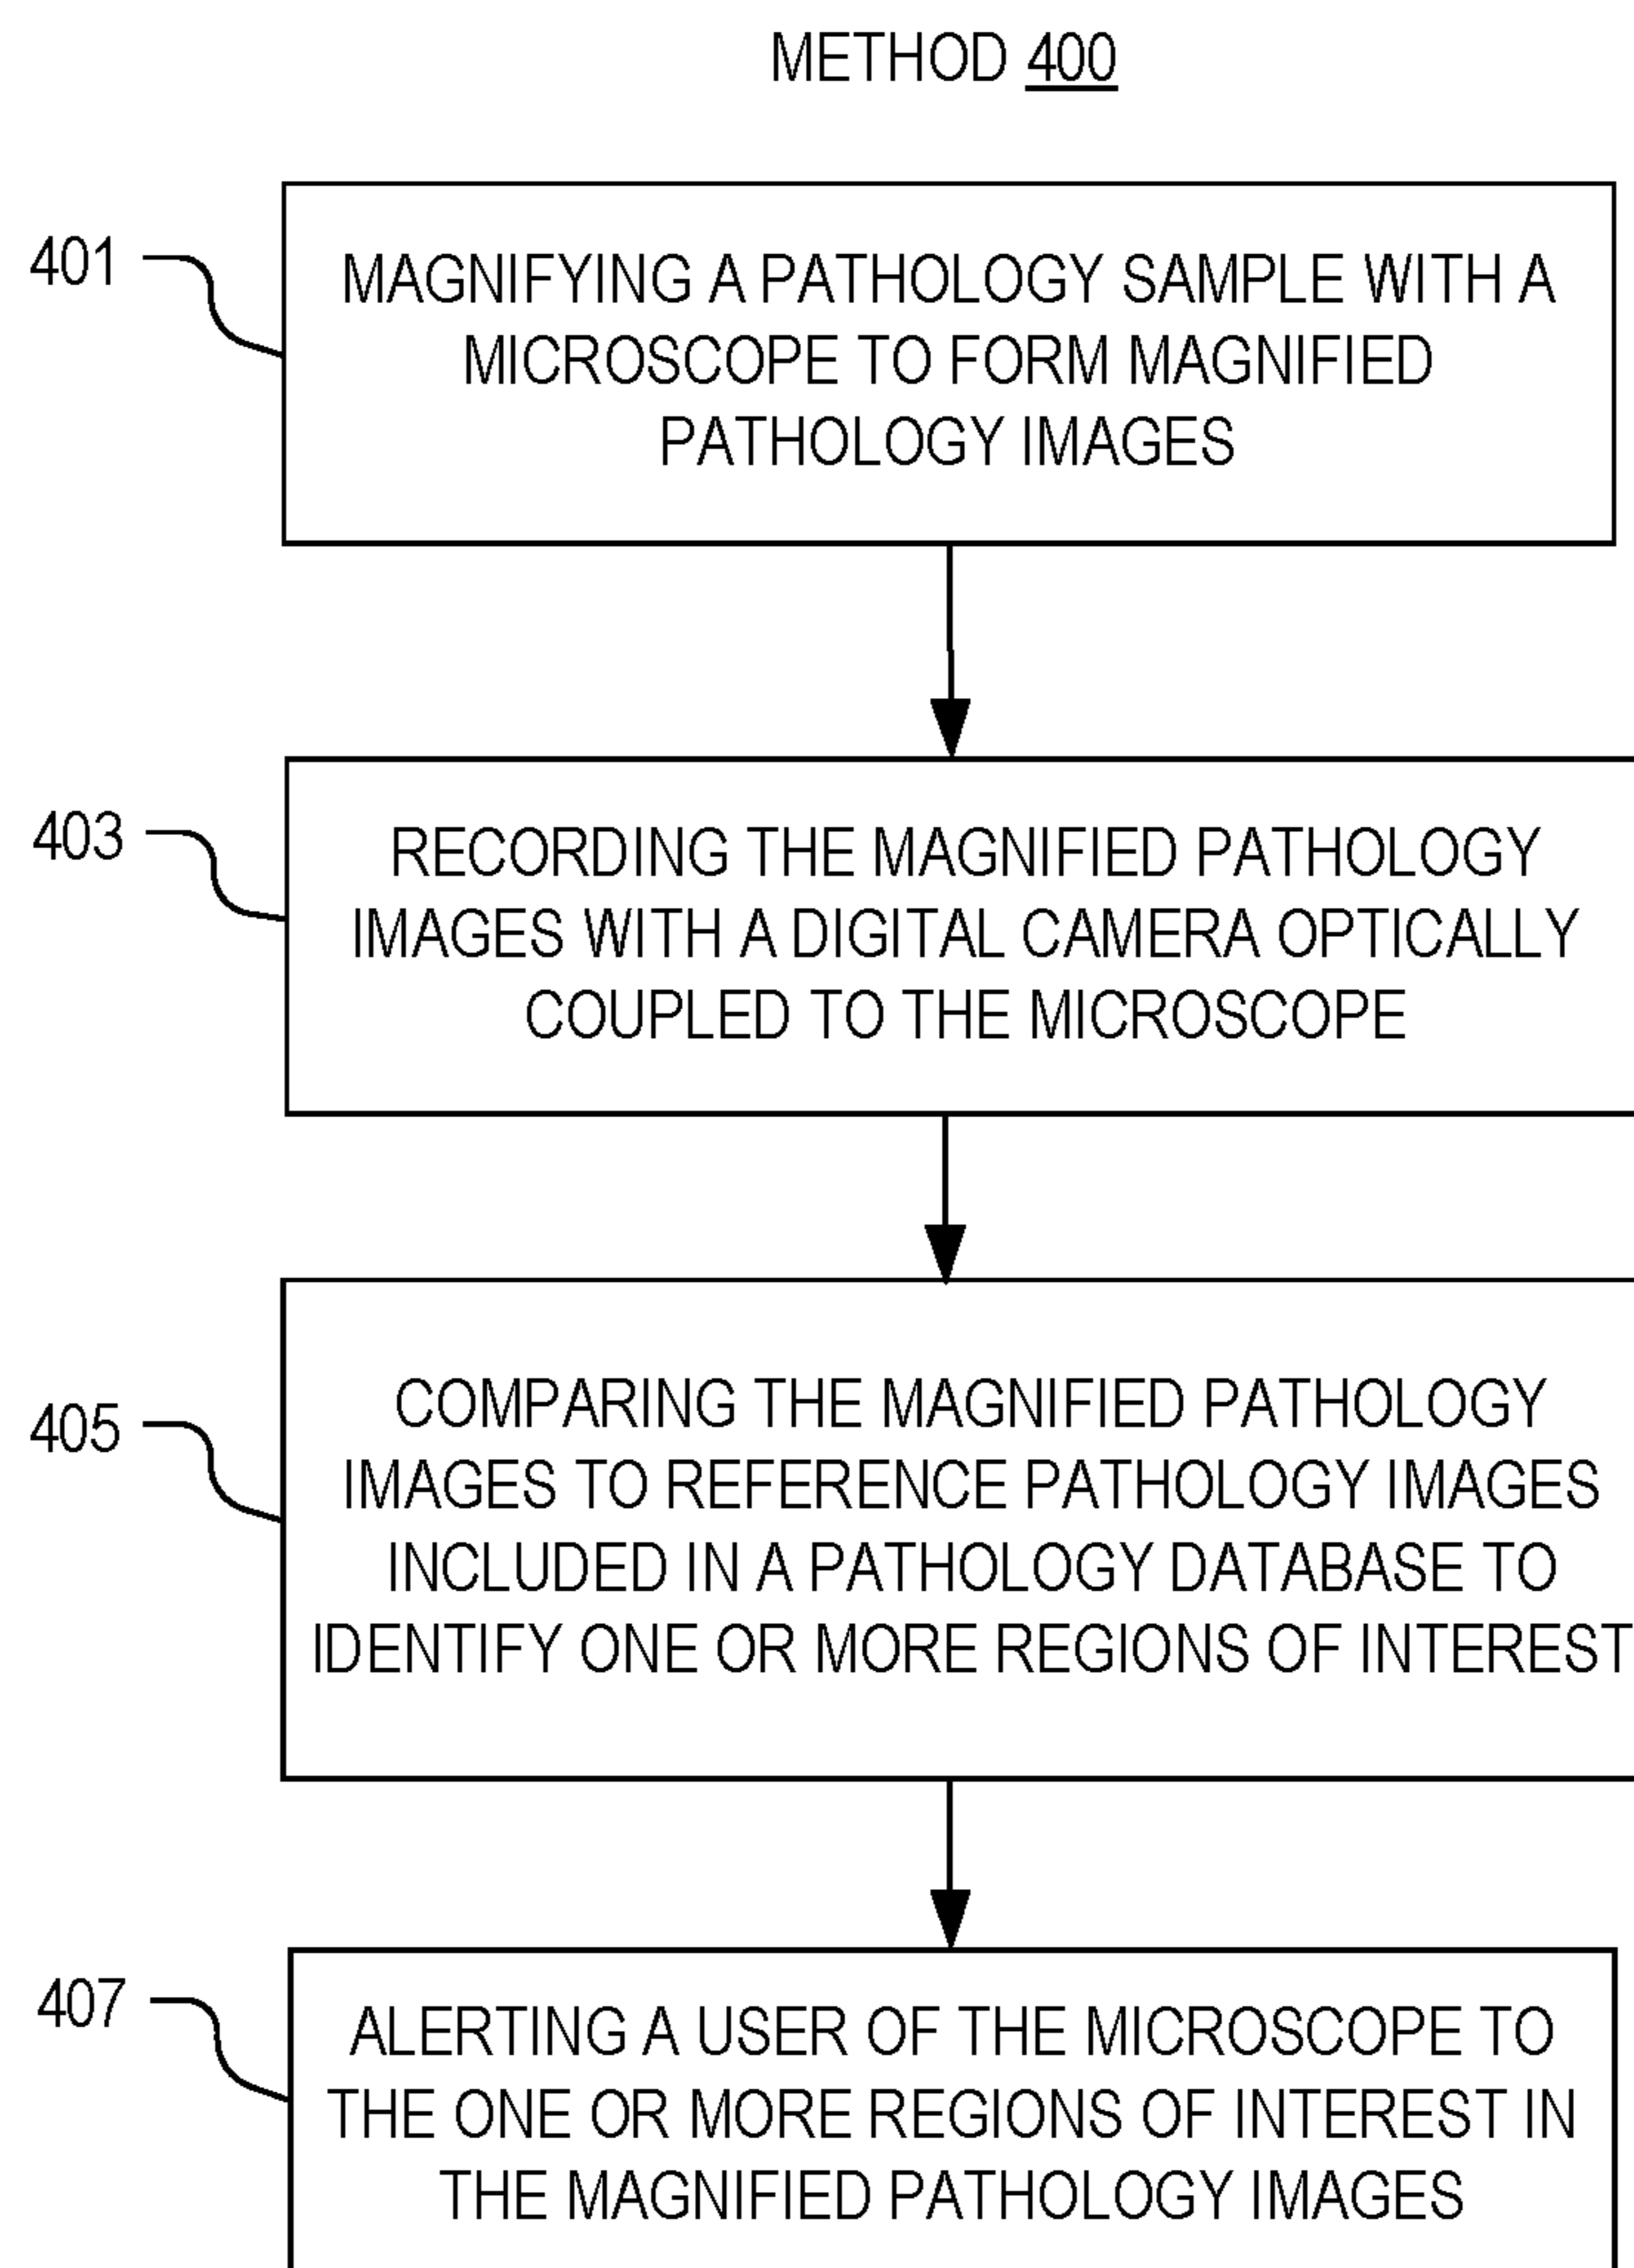 METHOD 400
401
MAGNIFYING A PATHOLOGY SAMPLE WITH A
MICROSCOPE TO FORM MAGNIFIED
PATHOLOGY IMAGES
403
RECORDING THE MAGNIFIED PATHOLOGY
IMAGES WITH A DIGITAL CAMERA OPTICALLY
COUPLED TO THE MICROSCOPE
405
COMPARING THE MAGNIFIED PATHOLOGY
IMAGES TO REFERENCE PATHOLOGY IMAGES
INCLUDED IN A PATHOLOGY DATABASE TO
IDENTIFY ONE OR MORE REGIONS OF INTEREST
407
ALERTING A USER OF THE MICROSCOPE TO
THE ONE OR MORE REGIONS OF INTEREST IN
THE MAGNIFIED PATHOLOGY IMAGES